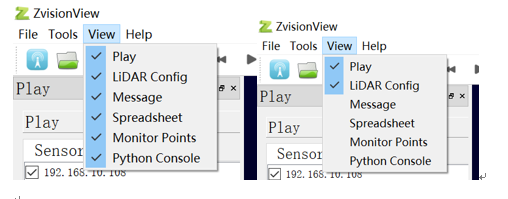 ZvisionView
File Tools View Help
Play
LiDAR Config
Message
Spreadsheet
Monitor Points
Python Console
Play
Play
Sensor
192.168.10.108
ZvisionView
File Tools View Help
Play
LiDAR Config
Message
Spreadsheet
Monitor Points
Python Console
Play
Play
Sensor
192.168.10.108